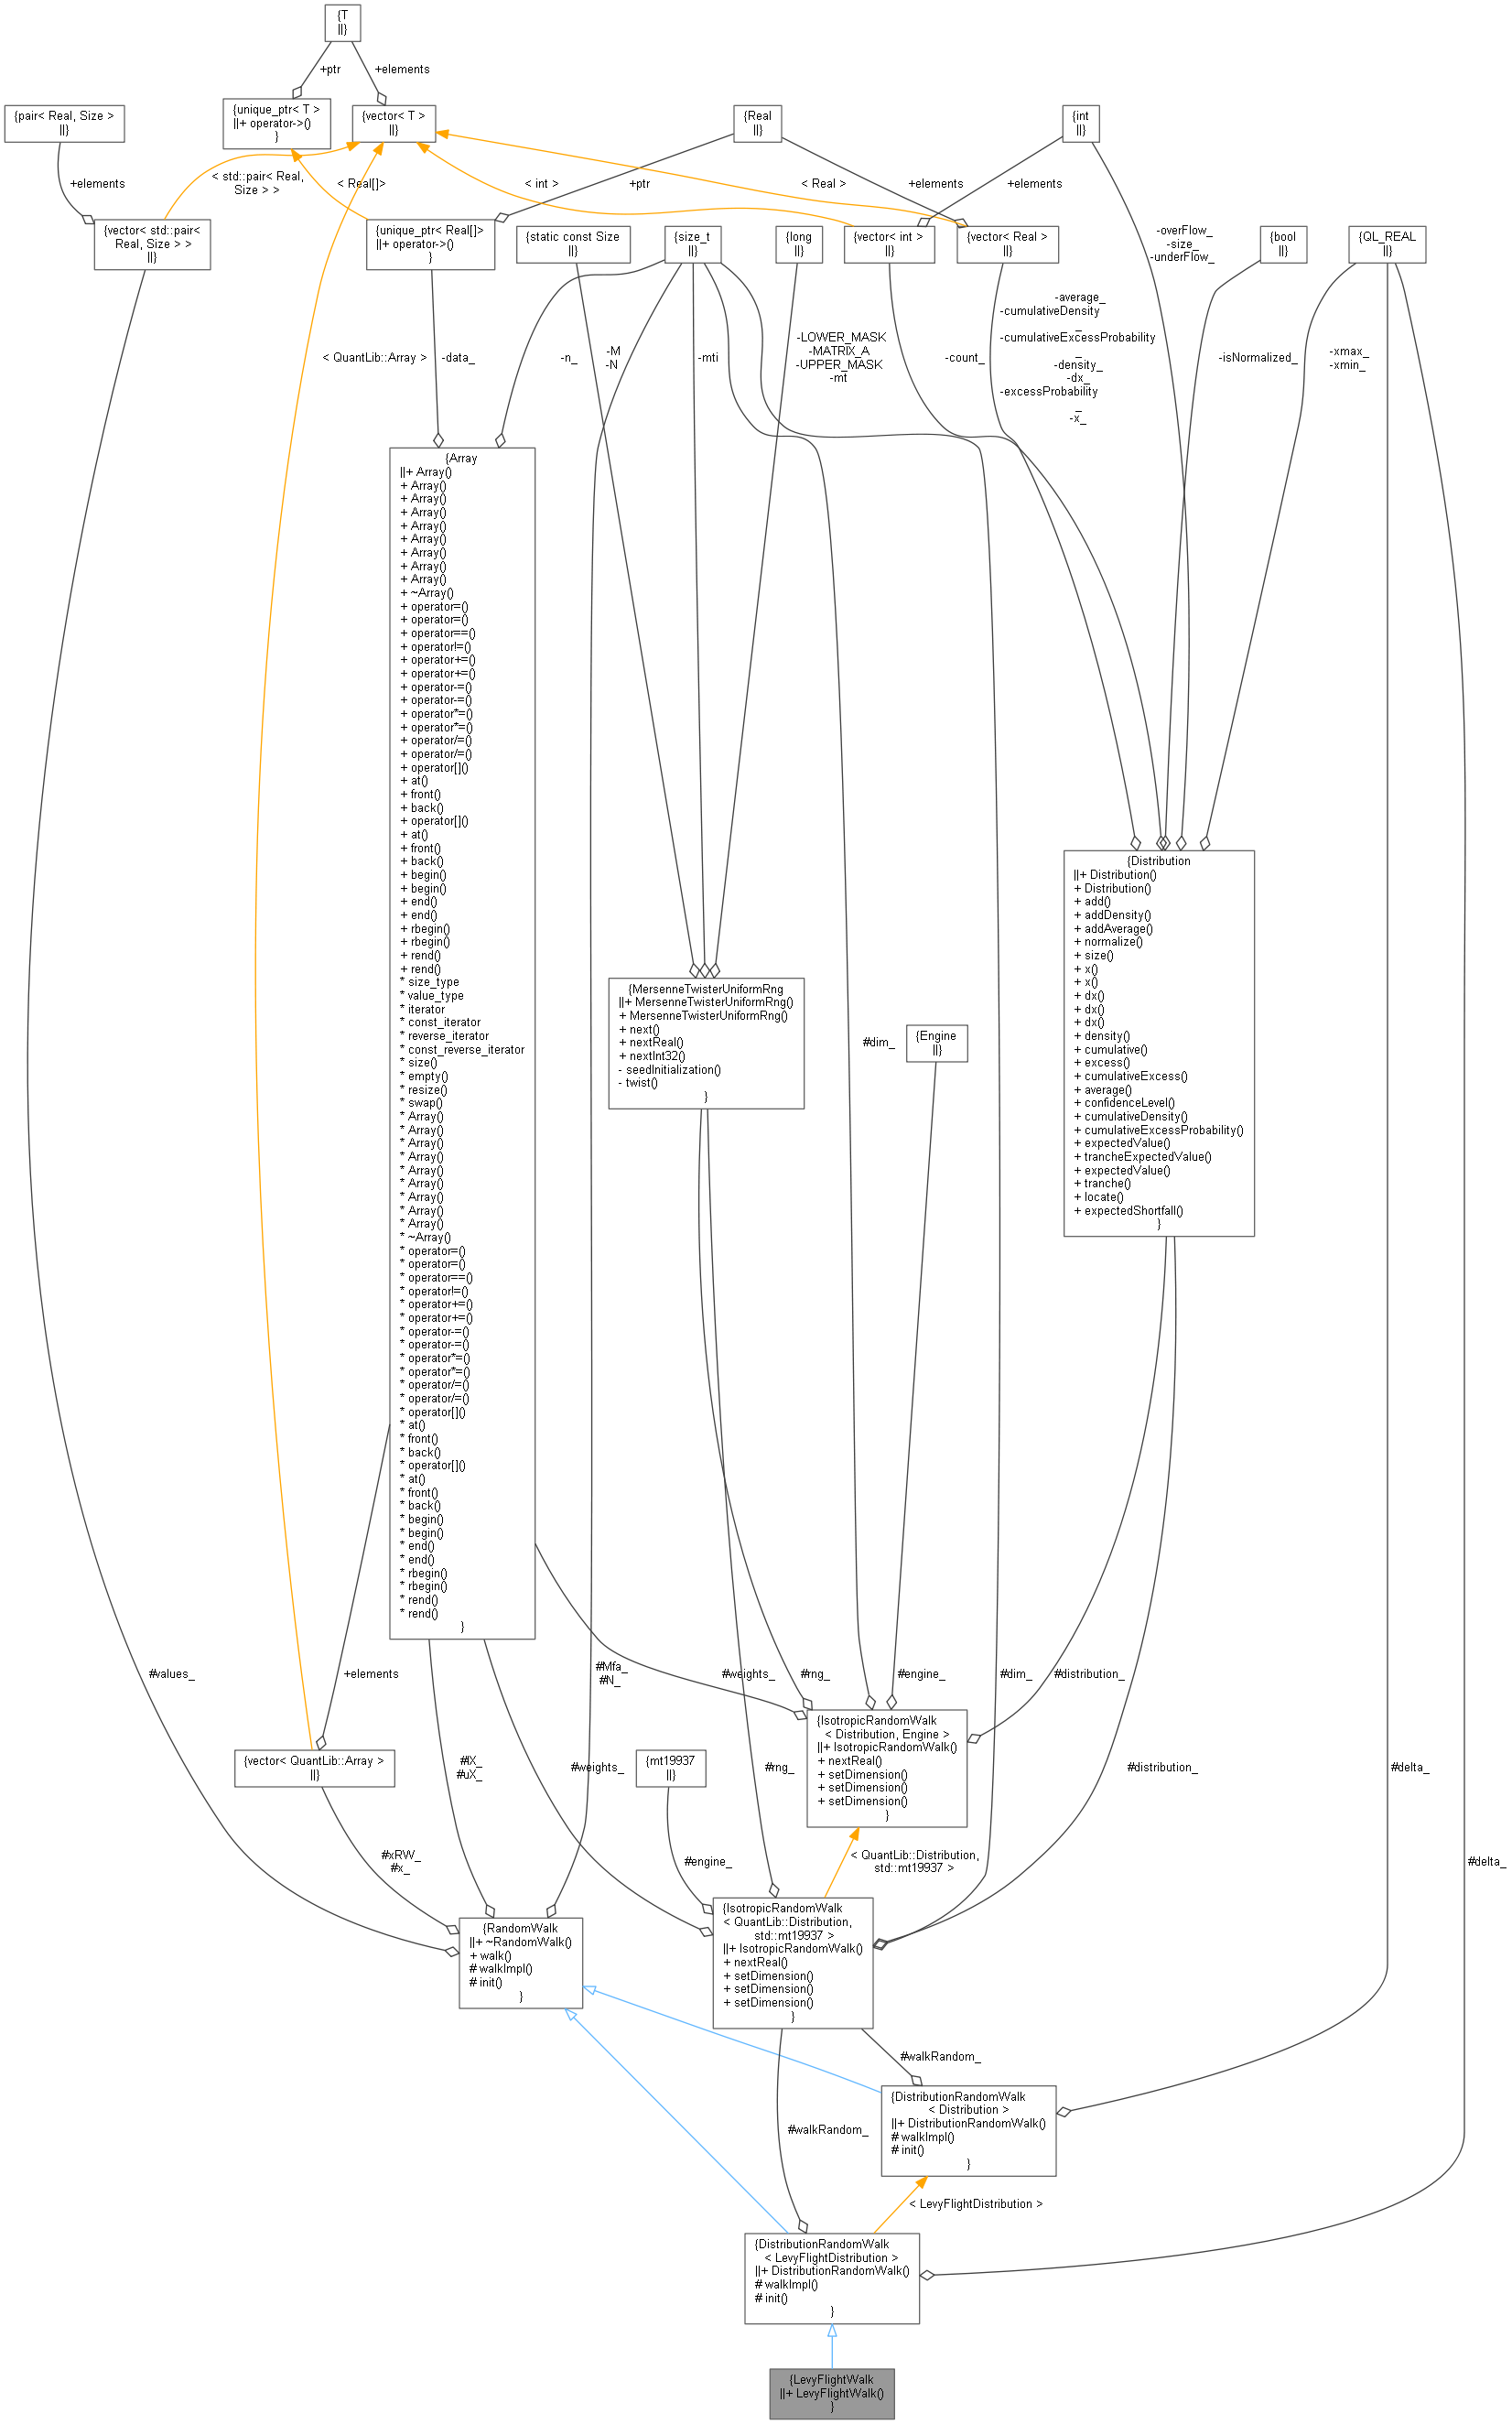 {T
||}
+ptr
+elements
{pair< Real, Size >
||}
{unique_ptr< T >
||+ operator->()
}
{vector< T >
||}
{Real
||}
{int
||}
+elements
< std::pair< Real,
Size > >
< Real[]>
< int >
+ptr
< Real >
+elements
+elements
{vector< std::pair<
Real, Size > >
||}
{unique_ptr< Real[]>
||+ operator->()
}
{static const Size
||}
{size_t
||}
{long
||}
{vector< int >
||}
{vector< Real >
||}
-overFlow_
-size_
-underFlow_
{bool
||}
{QL_REAL
||}
< QuantLib::Array >
-data_
-n_
-M
-N
-mti
-LOWER_MASK
-MATRIX_A
-UPPER_MASK
-mt
-count_
-average_
-cumulativeDensity
_
-cumulativeExcessProbability
_
-density_
-dx_
-excessProbability
_
-x_
-isNormalized_
-xmax_
-xmin_
{Array
||+ Array()
+ Array()
+ Array()
+ Array()
+ Array()
+ Array()
+ Array()
+ Array()
+ Array()
+ ~Array()
+ operator=()
+ operator=()
+ operator==()
+ operator!=()
+ operator+=()
+ operator+=()
+ operator-=()
+ operator-=()
+ operator*=()
+ operator*=()
+ operator/=()
+ operator/=()
+ operator[]()
+ at()
+ front()
+ back()
+ operator[]()
+ at()
+ front()
+ back()
+ begin()
+ begin()
+ end()
+ end()
+ rbegin()
+ rbegin()
+ rend()
+ rend()
* size_type
* value_type
* iterator
* const_iterator
* reverse_iterator
* const_reverse_iterator
* size()
* empty()
* resize()
* swap()
* Array()
* Array()
* Array()
* Array()
* Array()
* Array()
* Array()
* Array()
* Array()
* ~Array()
* operator=()
* operator=()
* operator==()
* operator!=()
* operator+=()
* operator+=()
* operator-=()
* operator-=()
* operator*=()
* operator*=()
* operator/=()
* operator/=()
* operator[]()
* at()
* front()
* back()
* operator[]()
* at()
* front()
* back()
* begin()
* begin()
* end()
* end()
* rbegin()
* rbegin()
* rend()
* rend()
}
{Distribution
||+ Distribution()
+ Distribution()
+ add()
+ addDensity()
+ addAverage()
+ normalize()
+ size()
+ x()
+ x()
+ dx()
+ dx()
+ dx()
+ density()
+ cumulative()
+ excess()
+ cumulativeExcess()
+ average()
+ confidenceLevel()
+ cumulativeDensity()
+ cumulativeExcessProbability()
+ expectedValue()
+ trancheExpectedValue()
+ expectedValue()
+ tranche()
+ locate()
+ expectedShortfall()
}
{MersenneTwisterUniformRng
||+ MersenneTwisterUniformRng()
+ MersenneTwisterUniformRng()
+ next()
+ nextReal()
+ nextInt32()
- seedInitialization()
- twist()
}
#dim_
{Engine
||}
#values_
+elements
#Mfa_
#N_
#weights_
#rng_
#engine_
#dim_
#distribution_
{vector< QuantLib::Array >
||}
#lX_
#uX_
#weights_
{mt19937
||}
#rng_
{IsotropicRandomWalk
< Distribution, Engine >
||+ IsotropicRandomWalk()
+ nextReal()
+ setDimension()
+ setDimension()
+ setDimension()
}
#distribution_
#delta_
#xRW_
#x_
#engine_
< QuantLib::Distribution,
std::mt19937 >
#delta_
{RandomWalk
||+ ~RandomWalk()
+ walk()
# walkImpl()
# init()
}
{IsotropicRandomWalk
< QuantLib::Distribution,
std::mt19937 >
||+ IsotropicRandomWalk()
+ nextReal()
+ setDimension()
+ setDimension()
+ setDimension()
}
#walkRandom_
{DistributionRandomWalk
< Distribution >
||+ DistributionRandomWalk()
# walkImpl()
# init()
}
#walkRandom_
< LevyFlightDistribution >
{DistributionRandomWalk
< LevyFlightDistribution >
||+ DistributionRandomWalk()
# walkImpl()
# init()
}
{LevyFlightWalk
||+ LevyFlightWalk()
}